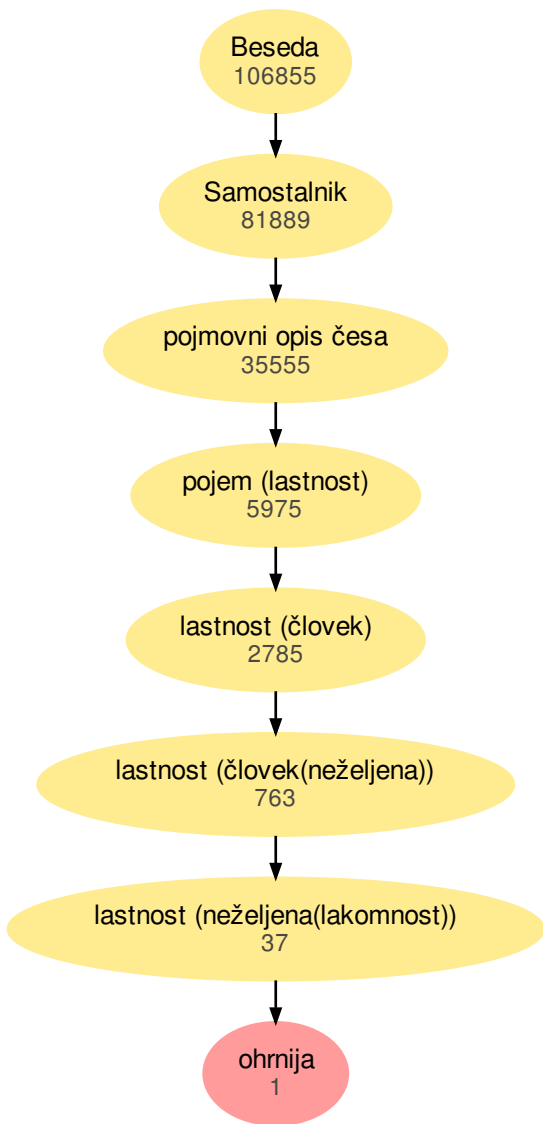 Beseda
106855
Samostalnik
81889
pojmovni opis česa
35555
pojem (lastnost)
5975
lastnost (človek)
2785
lastnost (človek(neželjena))
763
lastnost (neželjena(lakomnost))
37
ohrnija
1